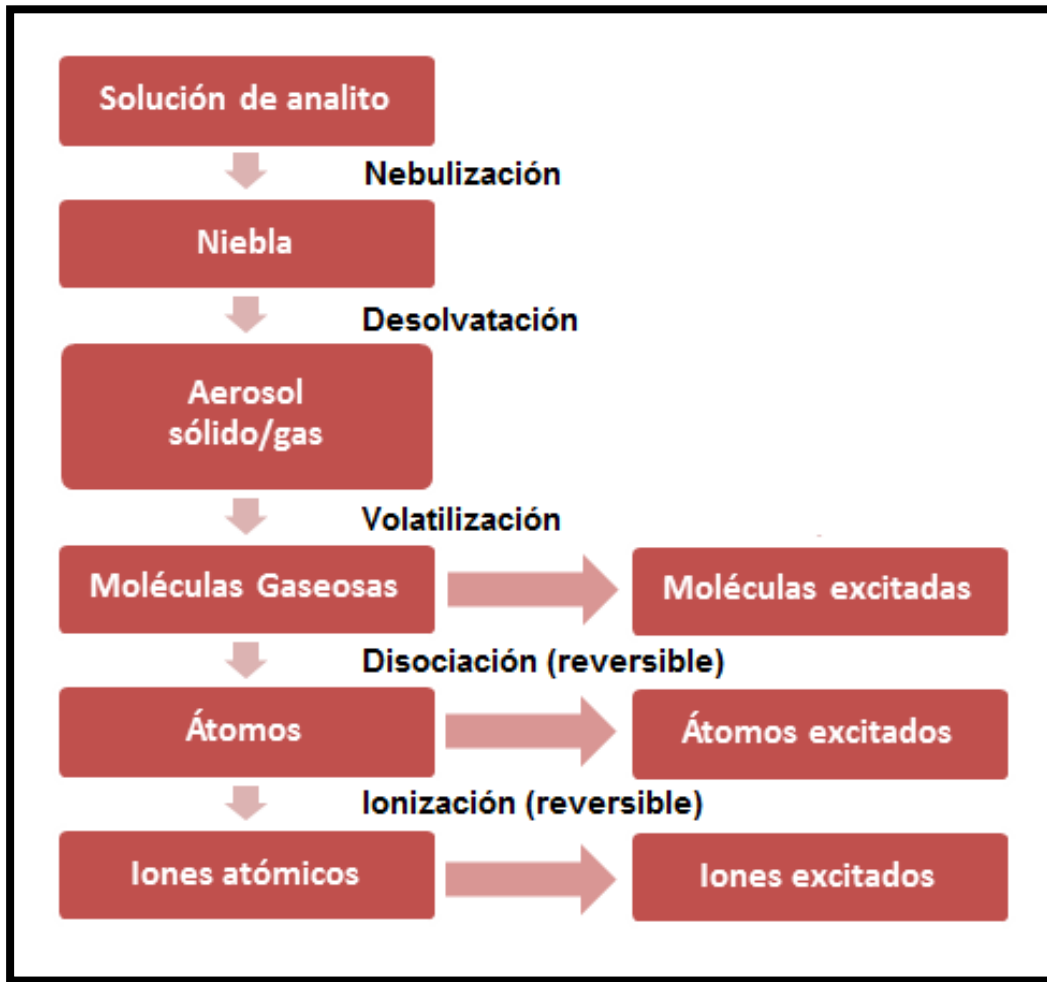 Solución de analito
Nebulización
Niebla
Desolvatación
Aerosol
sólido/gas
Volatilización
Moléculas Gaseosas
Moléculas excitadas
Disociación (reversible)
Átomos
Átomos excitados
Ionización (reversible)
Iones atómicos
Iones excitados